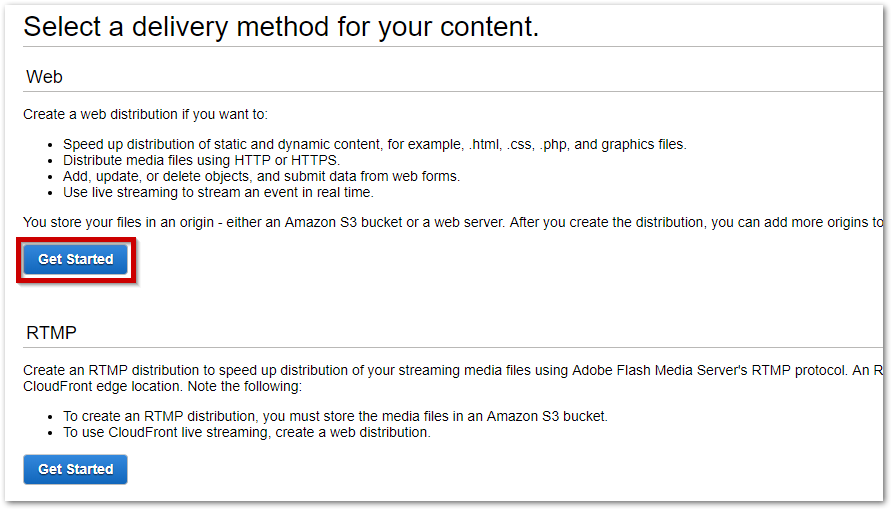 Select a delivery method for your content.
Web
Create a web distribution if you want to:
Speed up distribution of static and dynamic content, for example, .html, .css, .php, and graphics files.
Distribute media files using HTTP or HTTPS.
Add, update, or delete objects, and submit data from web forms.
Use live streaming to stream an event in real time.
You store your files in an origin - either an Amazon S3 bucket or a web server. After you create the distribution, you can add more origins to
Get Started
RTMP
Create an RTMP distribution to speed up distribution of your streaming media files using Adobe Flash Media Server's RTMP protocol. An R
CloudFront edge location. Note the following:
To create an RTMP distribution, you must store the media files in an Amazon S3 bucket.
To use CloudFront live streaming, create a web distribution.
Get Started